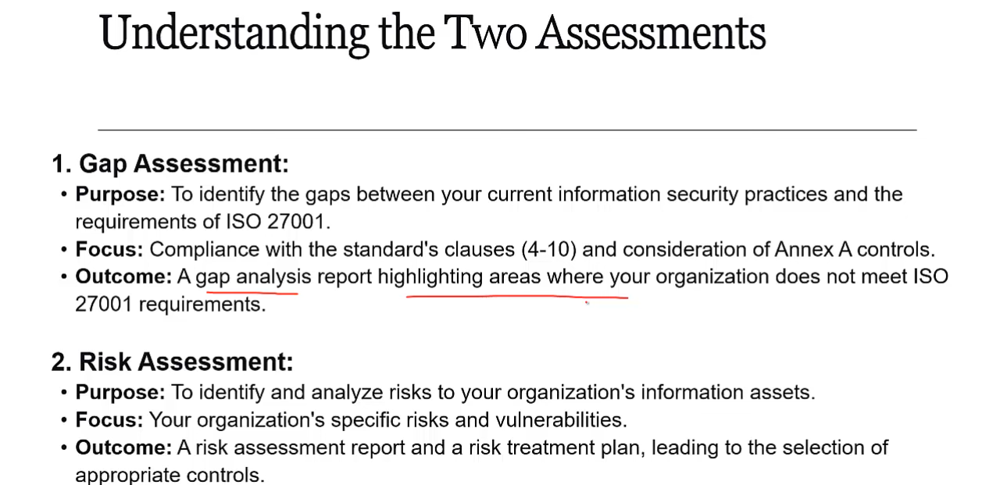 Understanding the Two Assessments
1. Gap Assessment:
• Purpose: To identify the gaps between your current information security practices and the
requirements of ISO 27001.
• Focus: Compliance with the standard's clauses (4-10) and consideration of Annex A controls.
• Outcome: A gap analysis report highlighting areas where your organization does not meet ISO
27001 requirements.
2. Risk Assessment:
• Purpose: To identify and analyze risks to your organization's information assets.
• Focus: Your organization's specific risks and vulnerabilities.
• Outcome: A risk assessment report and a risk treatment plan, leading to the selection of
appropriate controls.